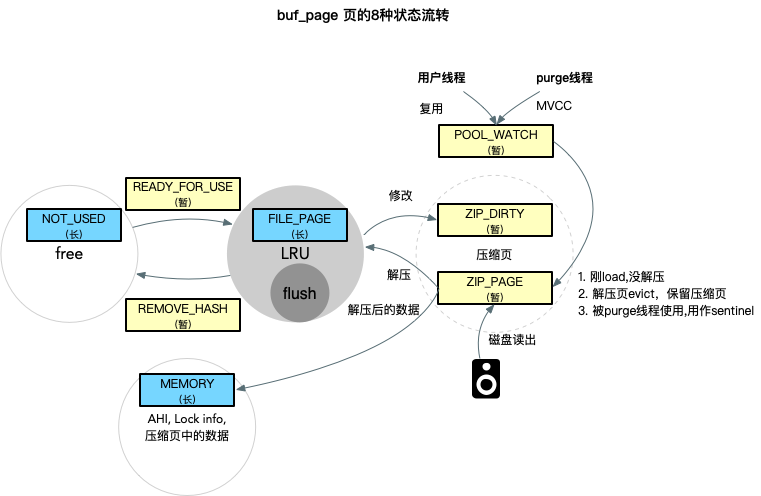 buf_page 页的8种状态流转
用户线程
purge线程
复用
MVCC
POOL_WATCH
(暂)
READY_FOR_USE
(暂)
NOT_USED
(长)
free
FILE_PAGE
(长)
LRU
flush
修改
ZIP_DIRTY
(暂)
压缩页
解压
ZIP_PAGE
(暂)
1. 刚load,没解压
2. 解压页evict，保留压缩页
3. 被purge线程使用,用作sentinel
REMOVE_HASH
(暂)
解压后的数据
磁盘读出
MEMORY
(长)
AHI, Lock info,
压缩页中的数据